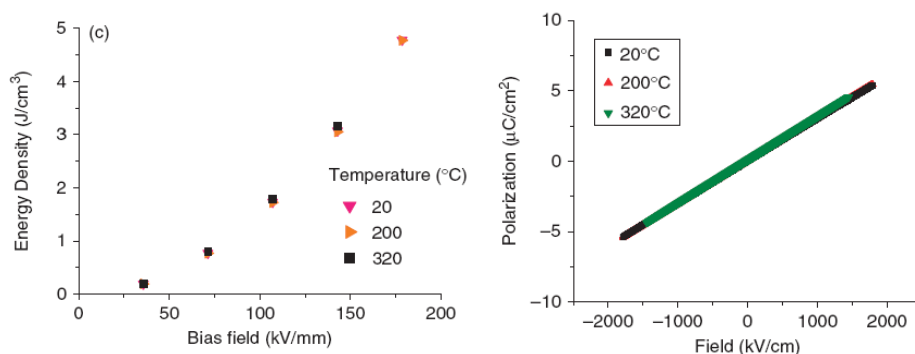 (c)
Energy Density (J/cm³)
5
4
3
2
1
0
0 50 100 150 200
Bias field (kV/mm)
Temperature (°C)
20
200
320
Polarization (μC/cm²)
10
5
0
−5
−10
−2000 −1000 0 1000 2000
Field (kV/cm)
20°C
200°C
320°C